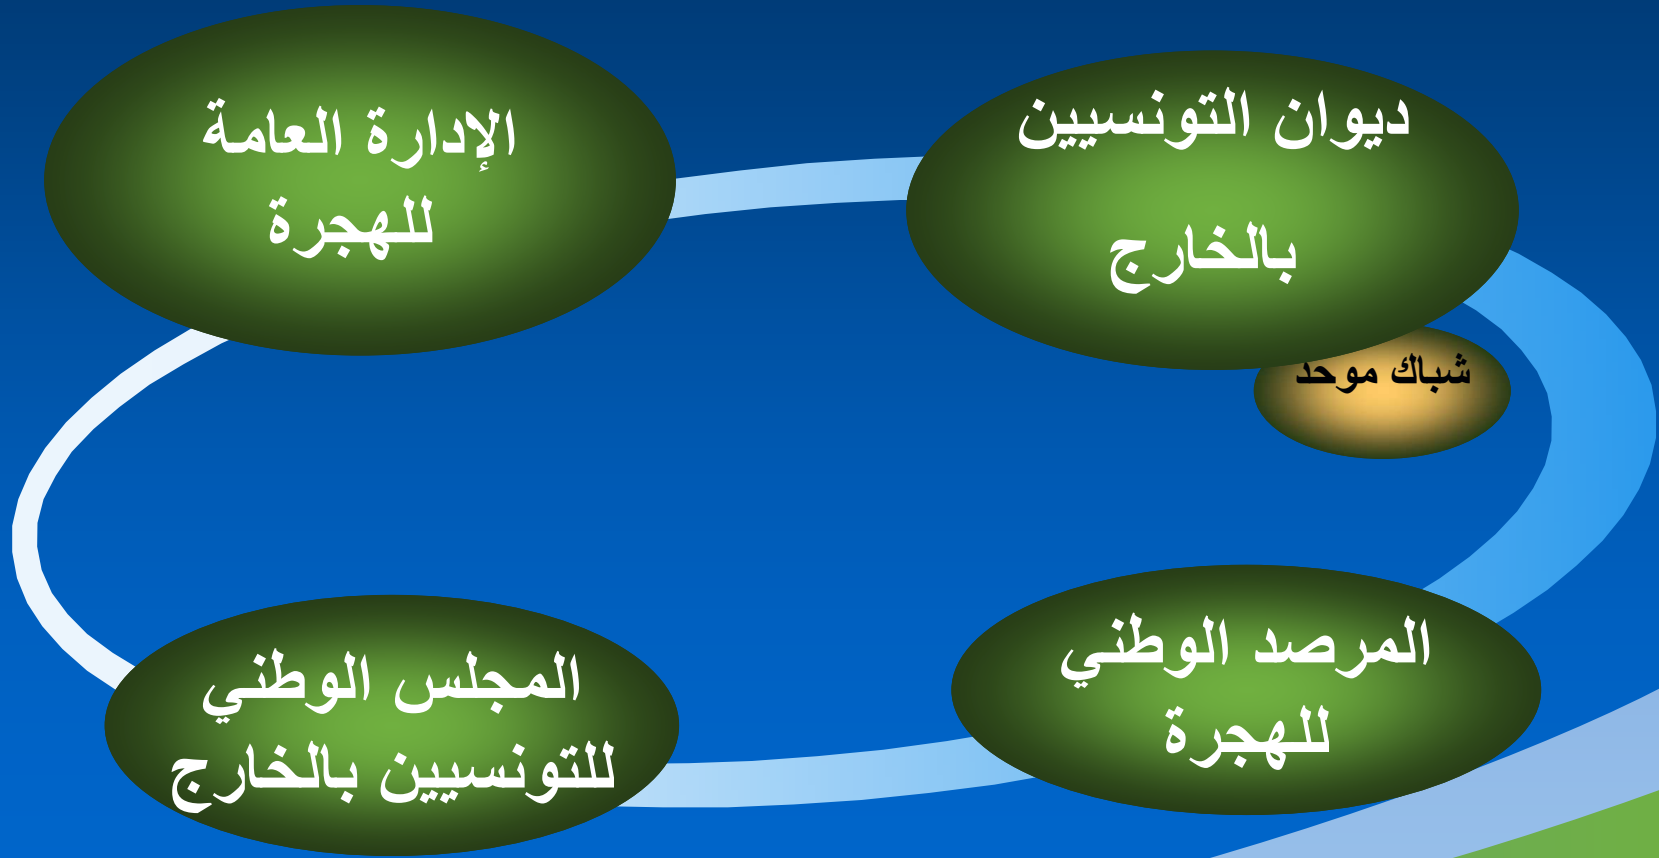 ديوان التونسيين
بالخارج
الإدارة العامة
للهجرة
شباك موحد
المرصد الوطني
للهجرة
المجلس الوطني
للتونسيين بالخارج